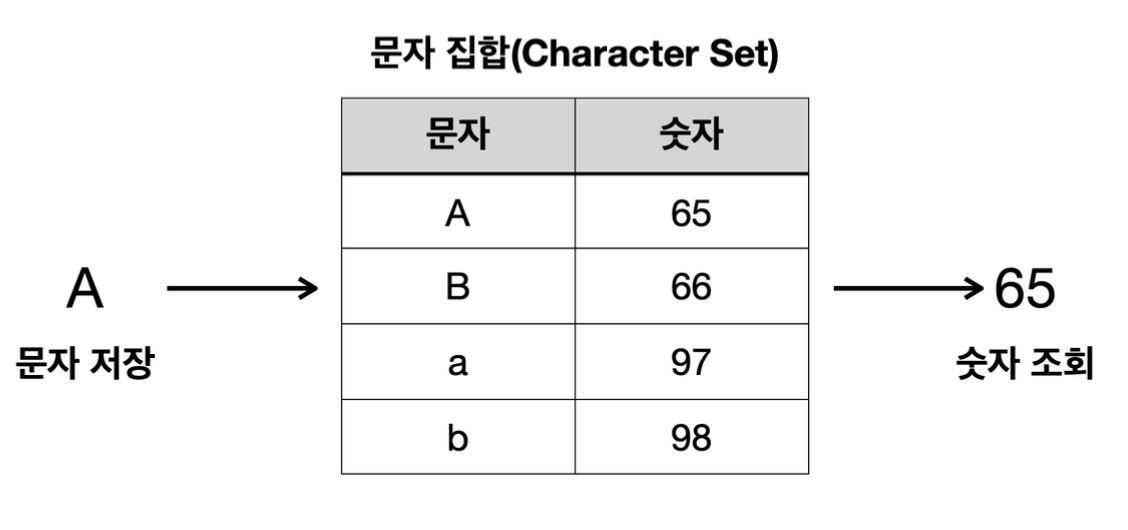 문자 집합(Character Set)
문자 숫자
A 65
B 66
a 97
b 98
A
문자 저장
65
숫자 조회